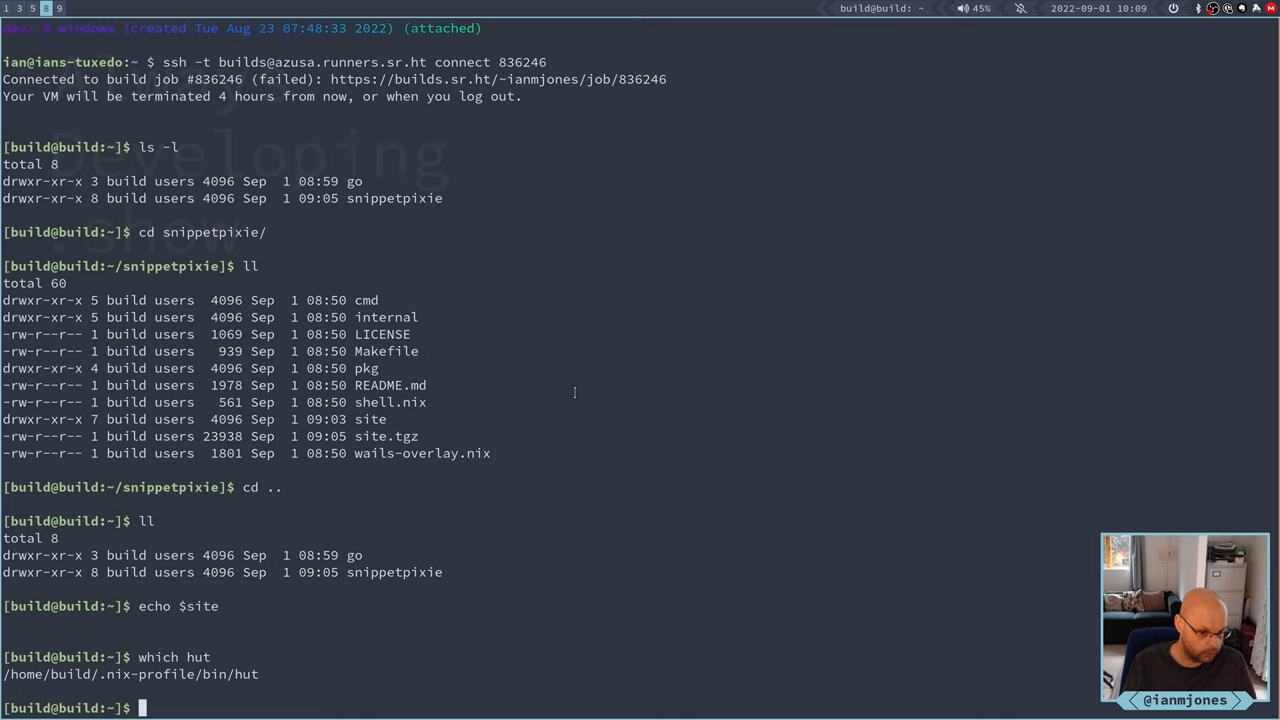 1 3 5 8 9
build@build: ~
45%
2022-09-01 10:09
dev: 8 windows (created Tue Aug 23 07:48:33 2022) (attached)
ian@ians-tuxedo:~ $ ssh -t builds@azusa.runners.sr.ht connect 836246
Connected to build job #836246 (failed): https://builds.sr.ht/~ianmjones/job/836246
Your VM will be terminated 4 hours from now, or when you log out.
[build@build:~]$ ls -l
total 8
drwxr-xr-x 3 build users 4096 Sep  1 08:59 go
drwxr-xr-x 8 build users 4096 Sep  1 09:05 snippetpixie
[build@build:~]$ cd snippetpixie/
[build@build:~/snippetpixie]$ ll
total 60
drwxr-xr-x 5 build users  4096 Sep  1 08:50 cmd
drwxr-xr-x 5 build users  4096 Sep  1 08:50 internal
-rw-r--r-- 1 build users  1069 Sep  1 08:50 LICENSE
-rw-r--r-- 1 build users   939 Sep  1 08:50 Makefile
drwxr-xr-x 4 build users  4096 Sep  1 08:50 pkg
-rw-r--r-- 1 build users  1978 Sep  1 08:50 README.md
-rw-r--r-- 1 build users   561 Sep  1 08:50 shell.nix
drwxr-xr-x 7 build users  4096 Sep  1 09:03 site
-rw-r--r-- 1 build users 23938 Sep  1 09:05 site.tgz
-rw-r--r-- 1 build users  1801 Sep  1 08:50 wails-overlay.nix
[build@build:~/snippetpixie]$ cd ..
[build@build:~]$ ll
total 8
drwxr-xr-x 3 build users 4096 Sep  1 08:59 go
drwxr-xr-x 8 build users 4096 Sep  1 09:05 snippetpixie
[build@build:~]$ echo $site
[build@build:~]$ which hut
/home/build/.nix-profile/bin/hut
[build@build:~]$
Developing
.show
@ianmjones